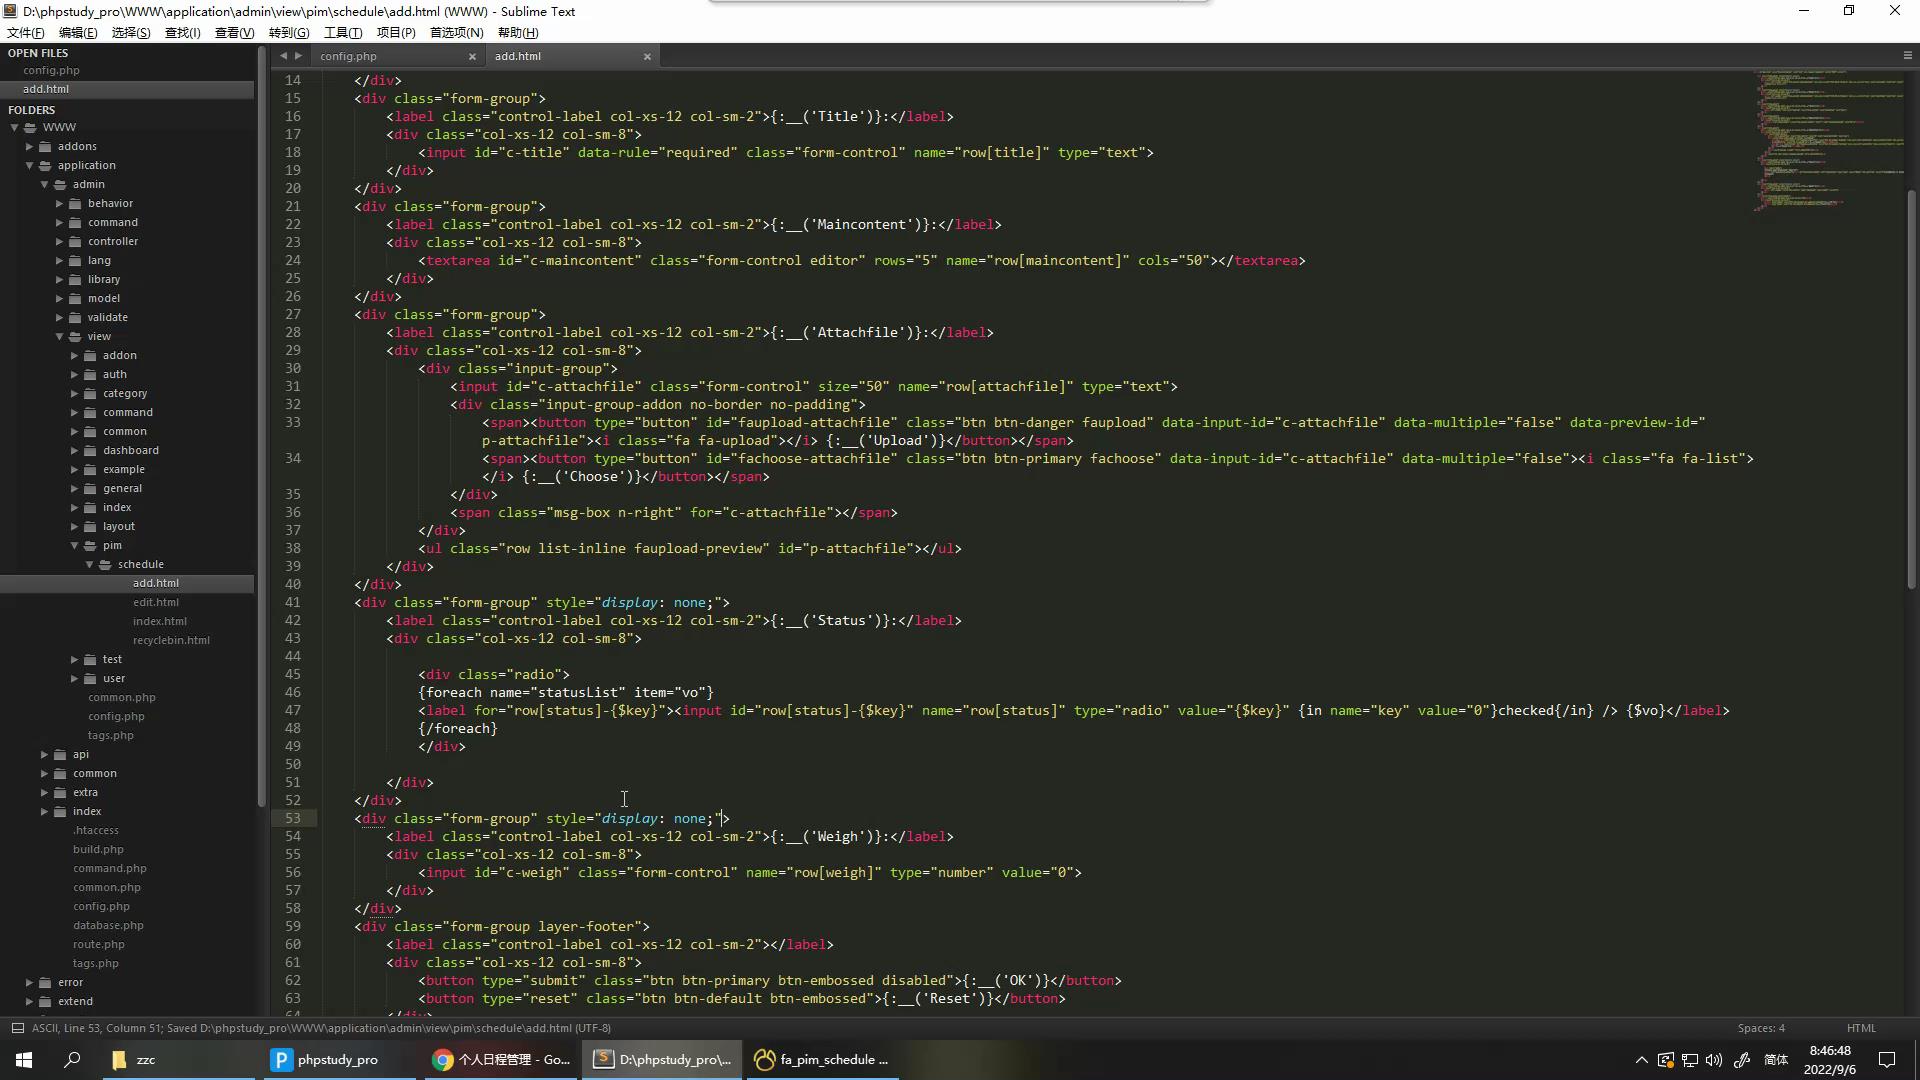 D:\phpstudy_pro\WWW\application\admin\view\pim\schedule\add.html (WWW) - Sublime Text
文件(F) 编辑(E) 选择(S) 查找(I) 查看(V) 转到(G) 工具(T) 项目(P) 首选项(N) 帮助(H)
OPEN FILES
config.php
add.html
FOLDERS
WWW
addons
application
admin
behavior
command
controller
lang
library
model
validate
view
addon
auth
category
command
common
dashboard
example
general
index
layout
pim
schedule
add.html
edit.html
index.html
recyclebin.html
test
user
common.php
config.php
tags.php
api
common
extra
index
.htaccess
build.php
command.php
common.php
config.php
database.php
route.php
tags.php
error
extend
config.php add.html
14 </div>
15 <div class="form-group">
16 <label class="control-label col-xs-12 col-sm-2">{:__('Title')}:</label>
17 <div class="col-xs-12 col-sm-8">
18 <input id="c-title" data-rule="required" class="form-control" name="row[title]" type="text">
19 </div>
20 </div>
21 <div class="form-group">
22 <label class="control-label col-xs-12 col-sm-2">{:__('Maincontent')}:</label>
23 <div class="col-xs-12 col-sm-8">
24 <textarea id="c-maincontent" class="form-control editor" rows="5" name="row[maincontent]" cols="50"></textarea>
25 </div>
26 </div>
27 <div class="form-group">
28 <label class="control-label col-xs-12 col-sm-2">{:__('Attachfile')}:</label>
29 <div class="col-xs-12 col-sm-8">
30 <div class="input-group">
31 <input id="c-attachfile" class="form-control" size="50" name="row[attachfile]" type="text">
32 <div class="input-group-addon no-border no-padding">
33 <span><button type="button" id="faupload-attachfile" class="btn btn-danger faupload" data-input-id="c-attachfile" data-multiple="false" data-preview-id="
p-attachfile"><i class="fa fa-upload"></i> {:__('Upload')}</button></span>
34 <span><button type="button" id="fachoose-attachfile" class="btn btn-primary fachoose" data-input-id="c-attachfile" data-multiple="false"><i class="fa fa-list">
</i> {:__('Choose')}</button></span>
35 </div>
36 <span class="msg-box n-right" for="c-attachfile"></span>
37 </div>
38 <ul class="row list-inline faupload-preview" id="p-attachfile"></ul>
39 </div>
40 </div>
41 <div class="form-group" style="display: none;">
42 <label class="control-label col-xs-12 col-sm-2">{:__('Status')}:</label>
43 <div class="col-xs-12 col-sm-8">
44
45 <div class="radio">
46 {foreach name="statusList" item="vo"}
47 <label for="row[status]-{$key}"><input id="row[status]-{$key}" name="row[status]" type="radio" value="{$key}" {in name="key" value="0"}checked{/in} /> {$vo}</label>
48 {/foreach}
49 </div>
50
51 </div>
52 </div>
53 <div class="form-group" style="display: none;">
54 <label class="control-label col-xs-12 col-sm-2">{:__('Weigh')}:</label>
55 <div class="col-xs-12 col-sm-8">
56 <input id="c-weigh" class="form-control" name="row[weigh]" type="number" value="0">
57 </div>
58 </div>
59 <div class="form-group layer-footer">
60 <label class="control-label col-xs-12 col-sm-2"></label>
61 <div class="col-xs-12 col-sm-8">
62 <button type="submit" class="btn btn-primary btn-embossed disabled">{:__('OK')}</button>
63 <button type="reset" class="btn btn-default btn-embossed">{:__('Reset')}</button>
ASCII, Line 53, Column 51; Saved D:\phpstudy_pro\WWW\application\admin\view\pim\schedule\add.html (UTF-8) Spaces: 4 HTML
zzc phpstudy_pro 个人日程管理 - Go... D:\phpstudy_pro\... fa_pim_schedule ... 简体 8:46:48
2022/9/6